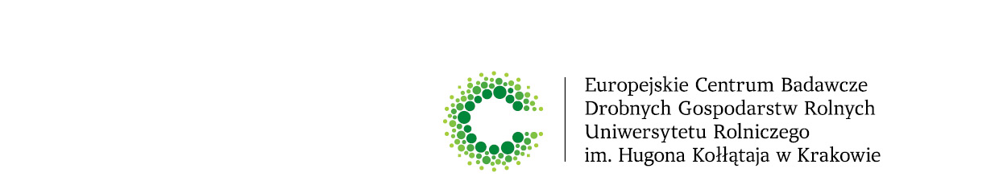 Europejskie Centrum Badawcze
Drobnych Gospodarstw Rolnych
Uniwersytetu Rolniczego
im. Hugona Kołłątaja w Krakowie